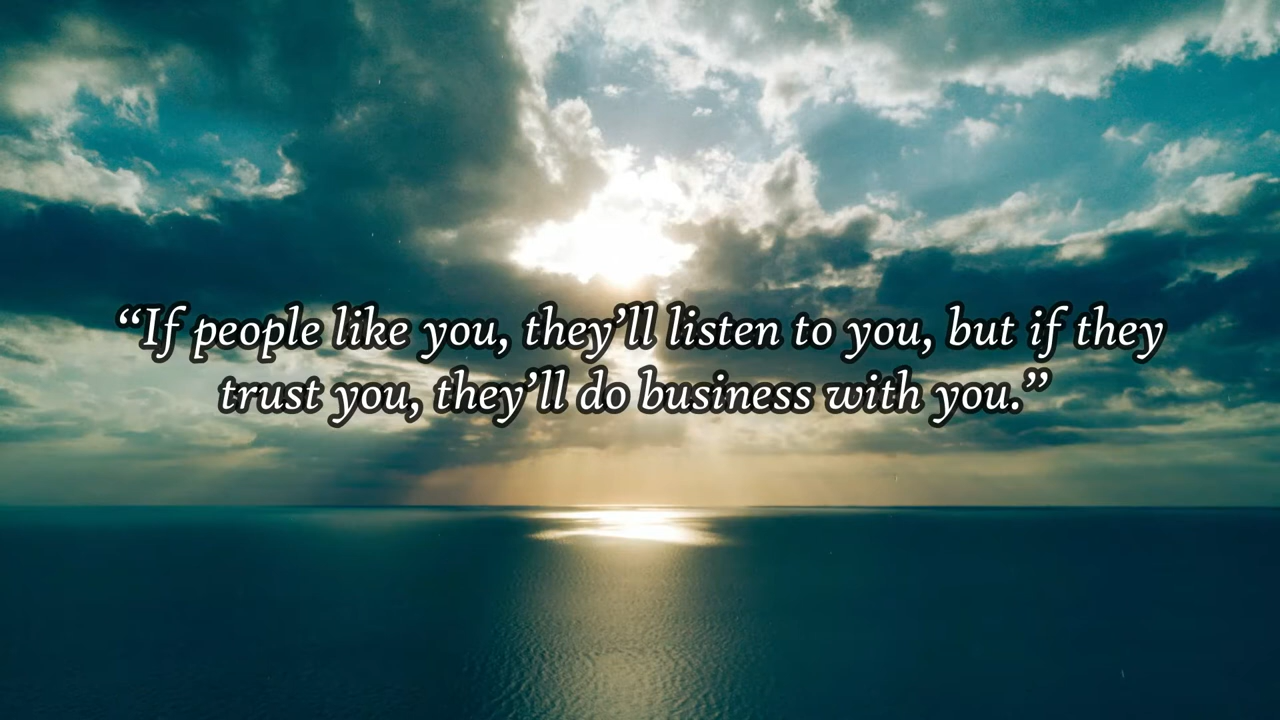 “If people like you, they’ll listen to you, but if they
trust you, they’ll do business with you.”